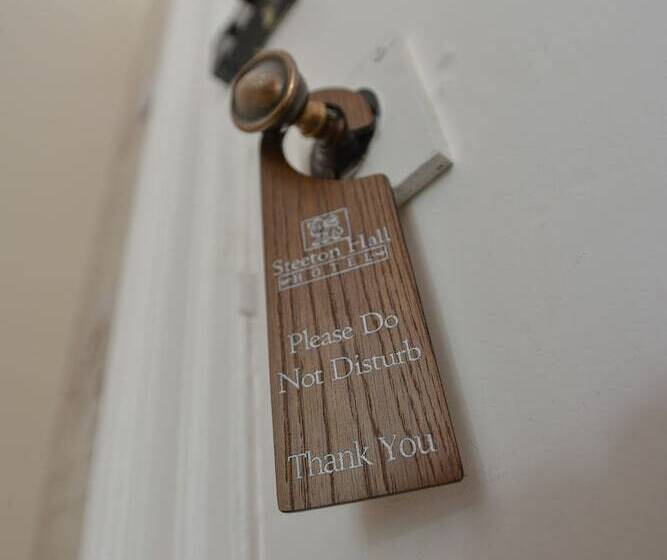 Steeton Hall
HOTEL
Please Do
Not Disturb
Thank You